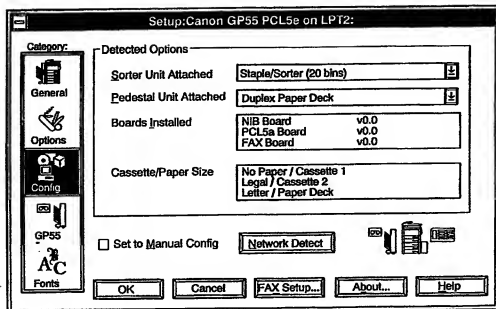 Setup:Canon GP55 PCL5e on LPT2:
Category:
General
Options
Config
GP55
Fonts
Detected Options
Sorter Unit Attached
Staple/Sorter (20 bins)
Pedestal Unit Attached
Duplex Paper Deck
Boards Installed
NIB Board v0.0
PCL5a Board v0.0
FAX Board v0.0
Cassette/Paper Size
No Paper / Cassette 1
Legal / Cassette 2
Letter / Paper Deck
Set to Manual Config
Network Detect
OK
Cancel
FAX Setup...
About...
Help